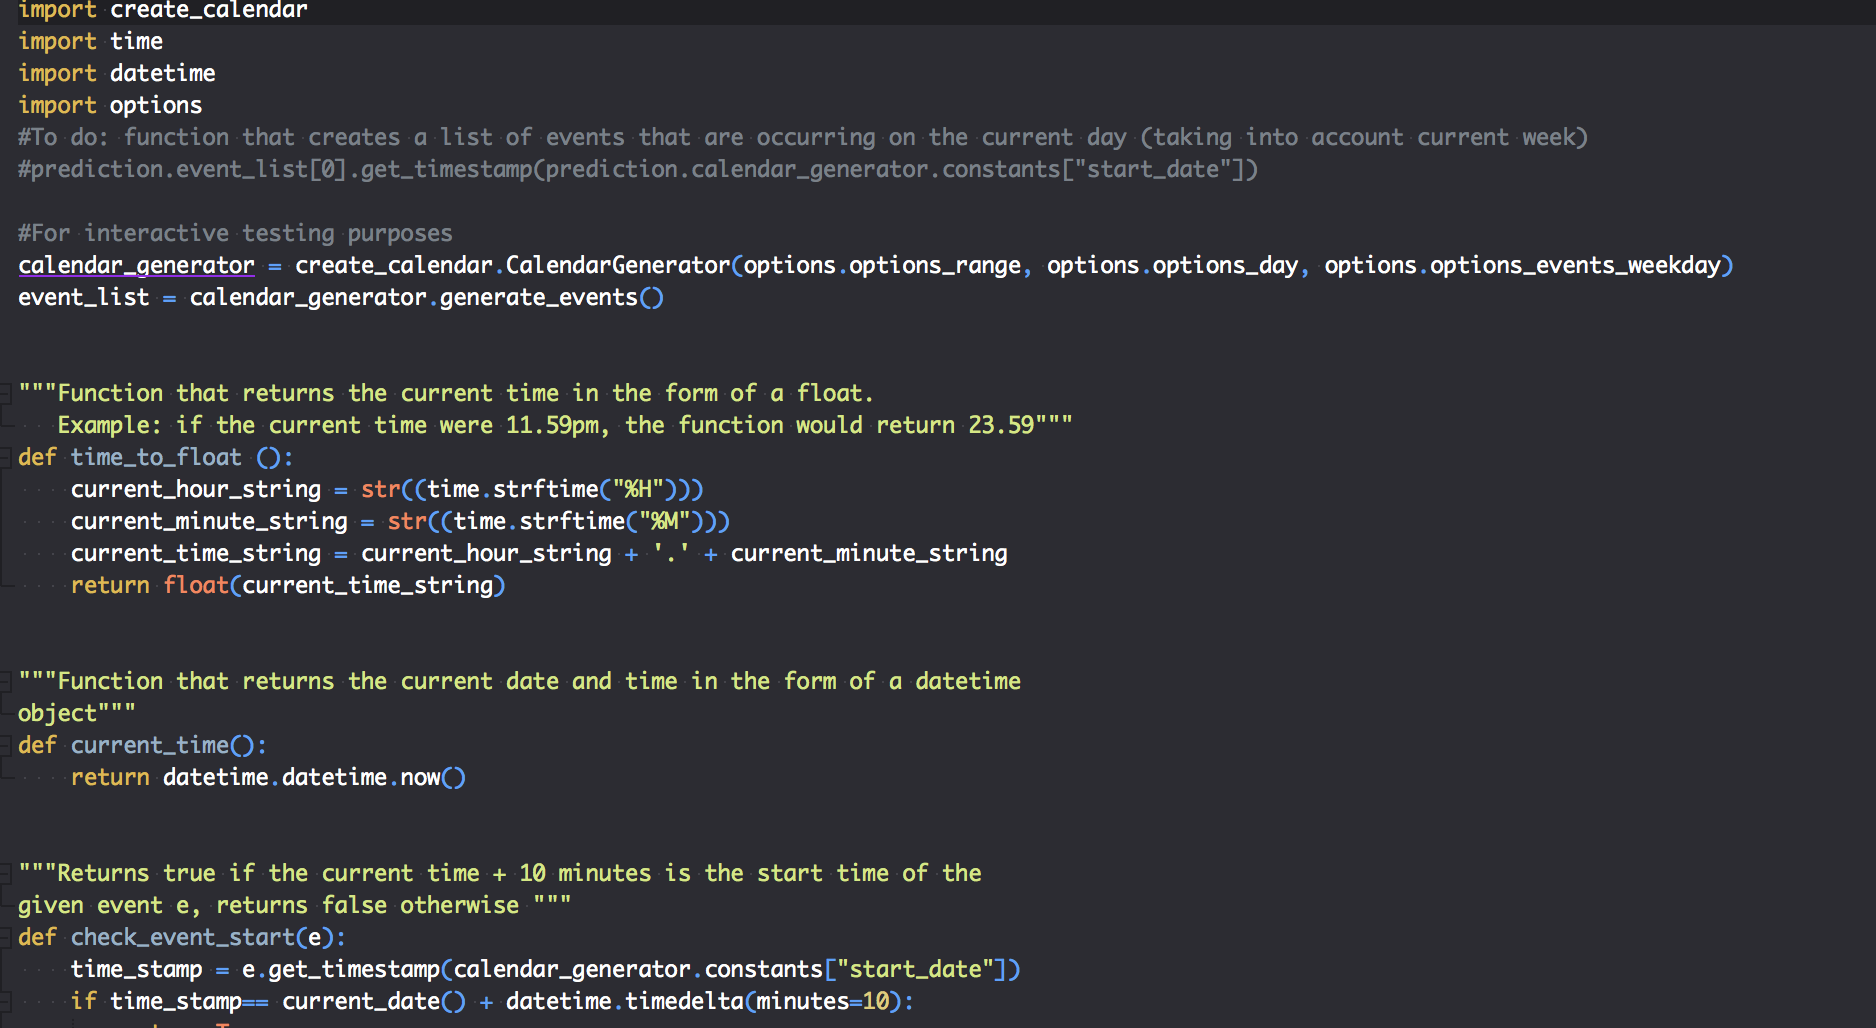 import create_calendar
import time
import datetime
import options
#To do: function that creates a list of events that are occurring on the current day (taking into account current week)
#prediction.event_list[0].get_timestamp(prediction.calendar_generator.constants["start_date"])
#For interactive testing purposes
calendar_generator = create_calendar.CalendarGenerator(options.options_range, options.options_day, options.options_events_weekday)
event_list = calendar_generator.generate_events()
"""Function that returns the current time in the form of a float.
Example: if the current time were 11.59pm, the function would return 23.59"""
def time_to_float ():
current_hour_string = str((time.strftime("%H")))
current_minute_string = str((time.strftime("%M")))
current_time_string = current_hour_string + '.' + current_minute_string
return float(current_time_string)
"""Function that returns the current date and time in the form of a datetime
object"""
def current_time():
return datetime.datetime.now()
"""Returns true if the current time + 10 minutes is the start time of the
given event e, returns false otherwise """
def check_event_start(e):
time_stamp = e.get_timestamp(calendar_generator.constants["start_date"])
if time_stamp== current_date() + datetime.timedelta(minutes=10):